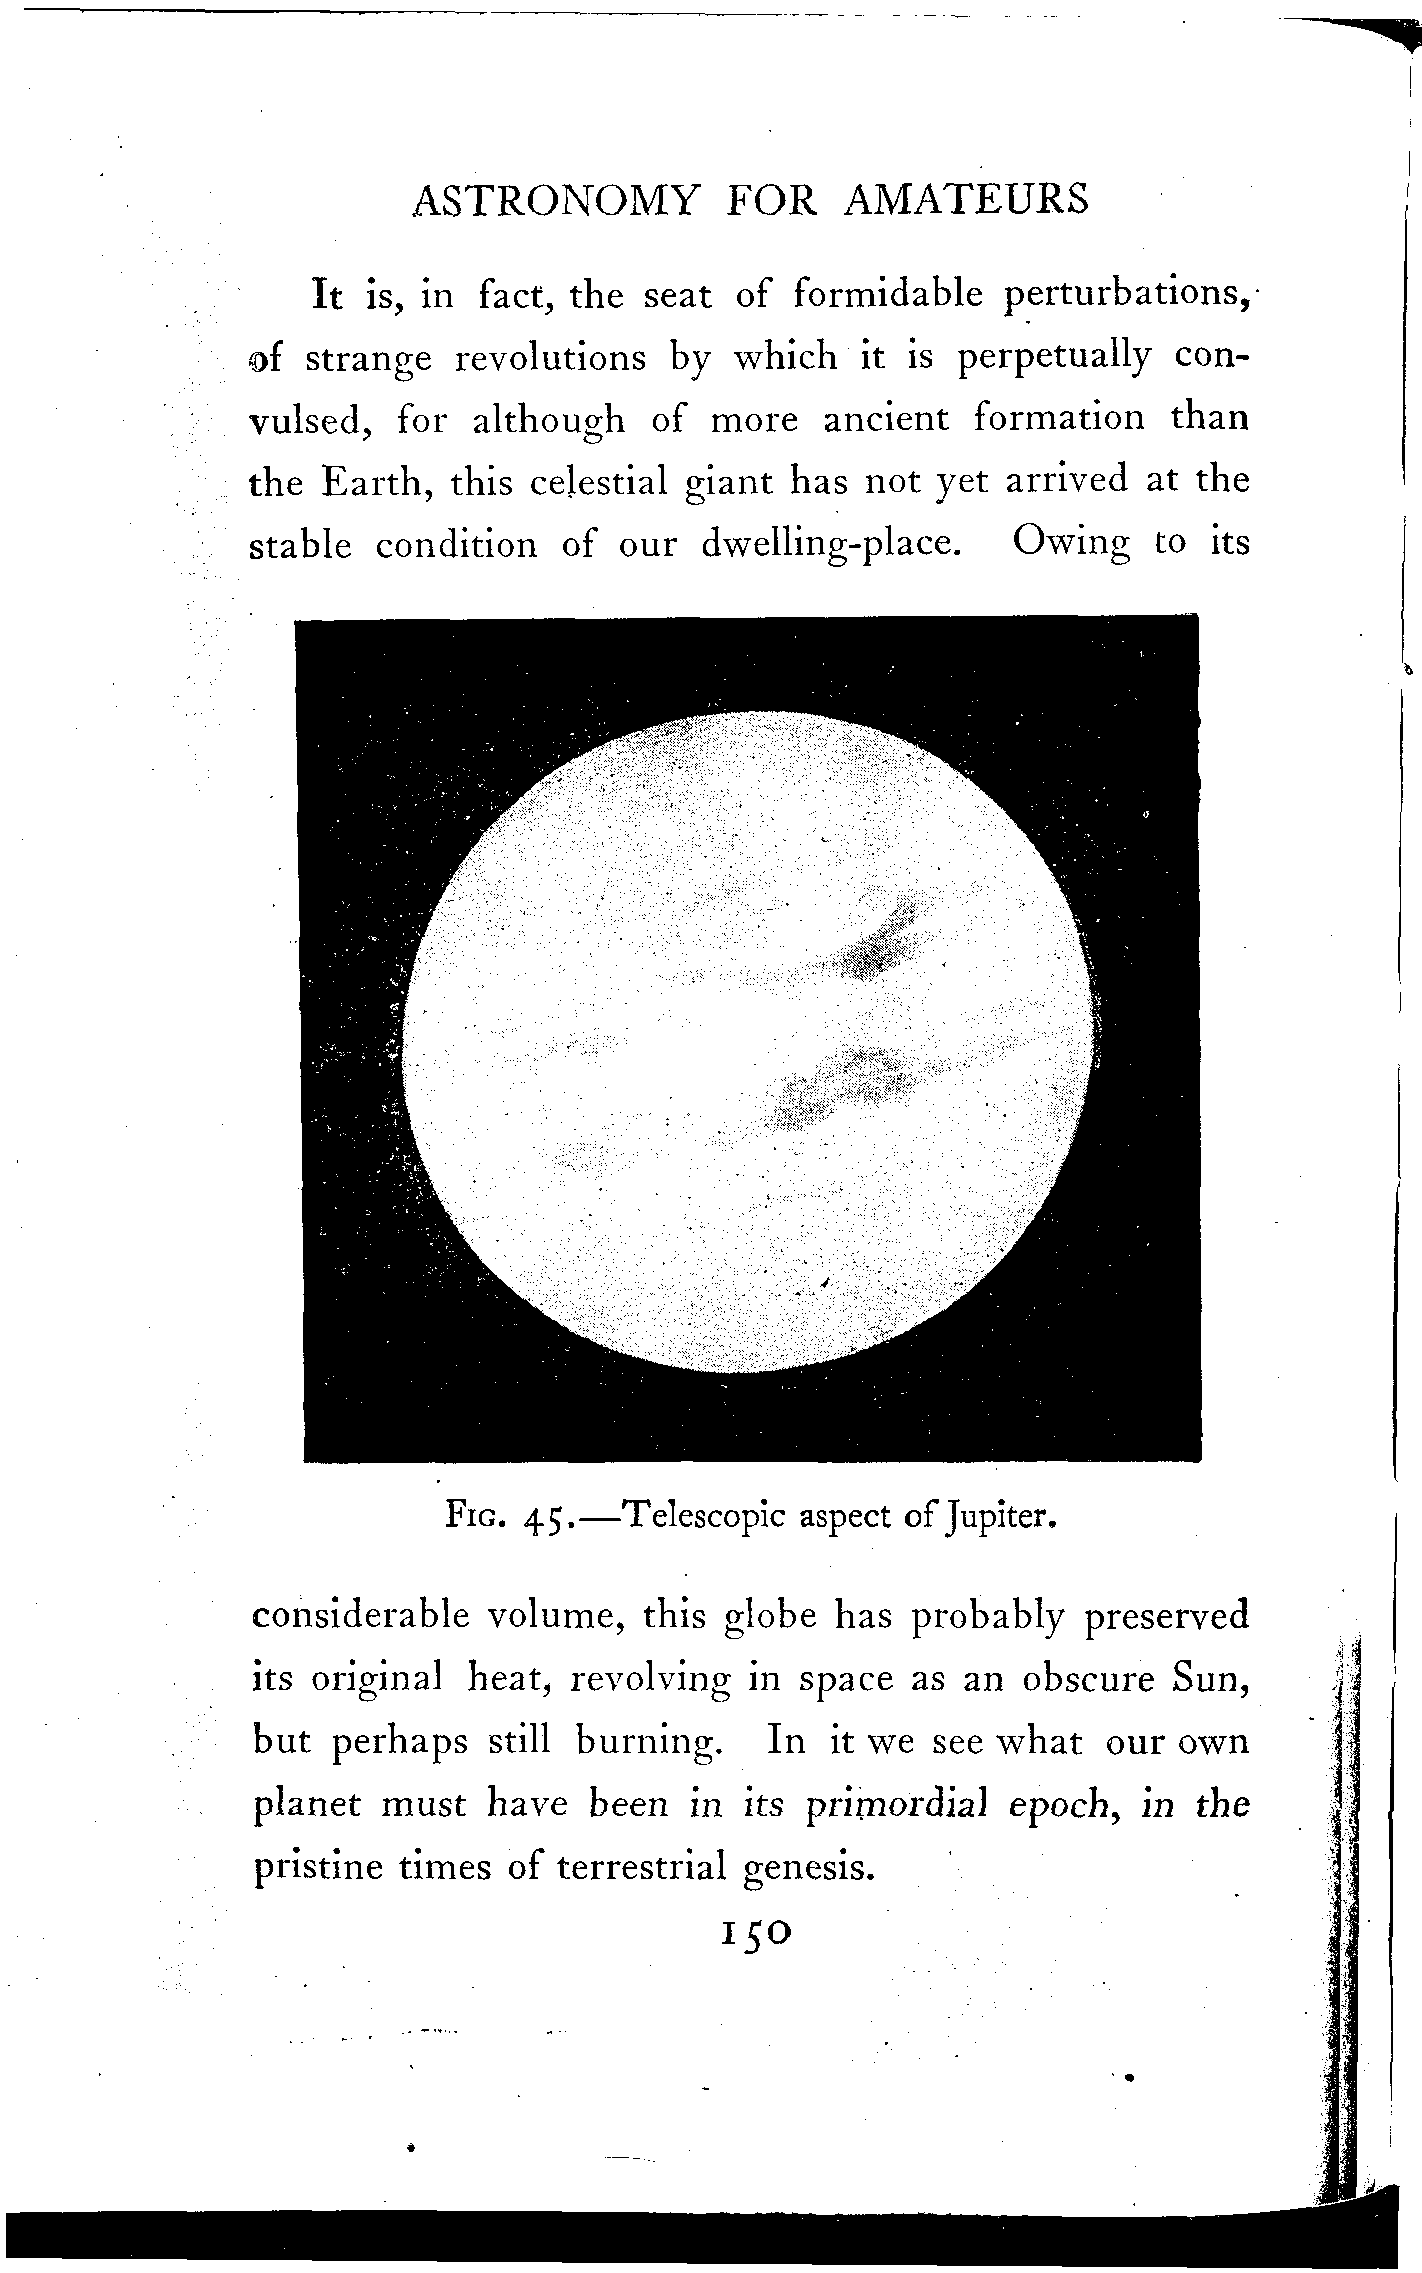 ASTRONOMY FOR AMATEURS
It is, in fact, the seat of formidable perturbations,
of strange revolutions by which it is perpetually con-
vulsed, for although of more ancient formation than
the Earth, this celestial giant has not yet arrived at the
stable condition of our dwelling-place. Owing to its
FIG. 45.—Telescopic aspect of Jupiter.
considerable volume, this globe has probably preserved
its original heat, revolving in space as an obscure Sun,
but perhaps still burning. In it we see what our own
planet must have been in its primordial epoch, in the
pristine times of terrestrial genesis.
150